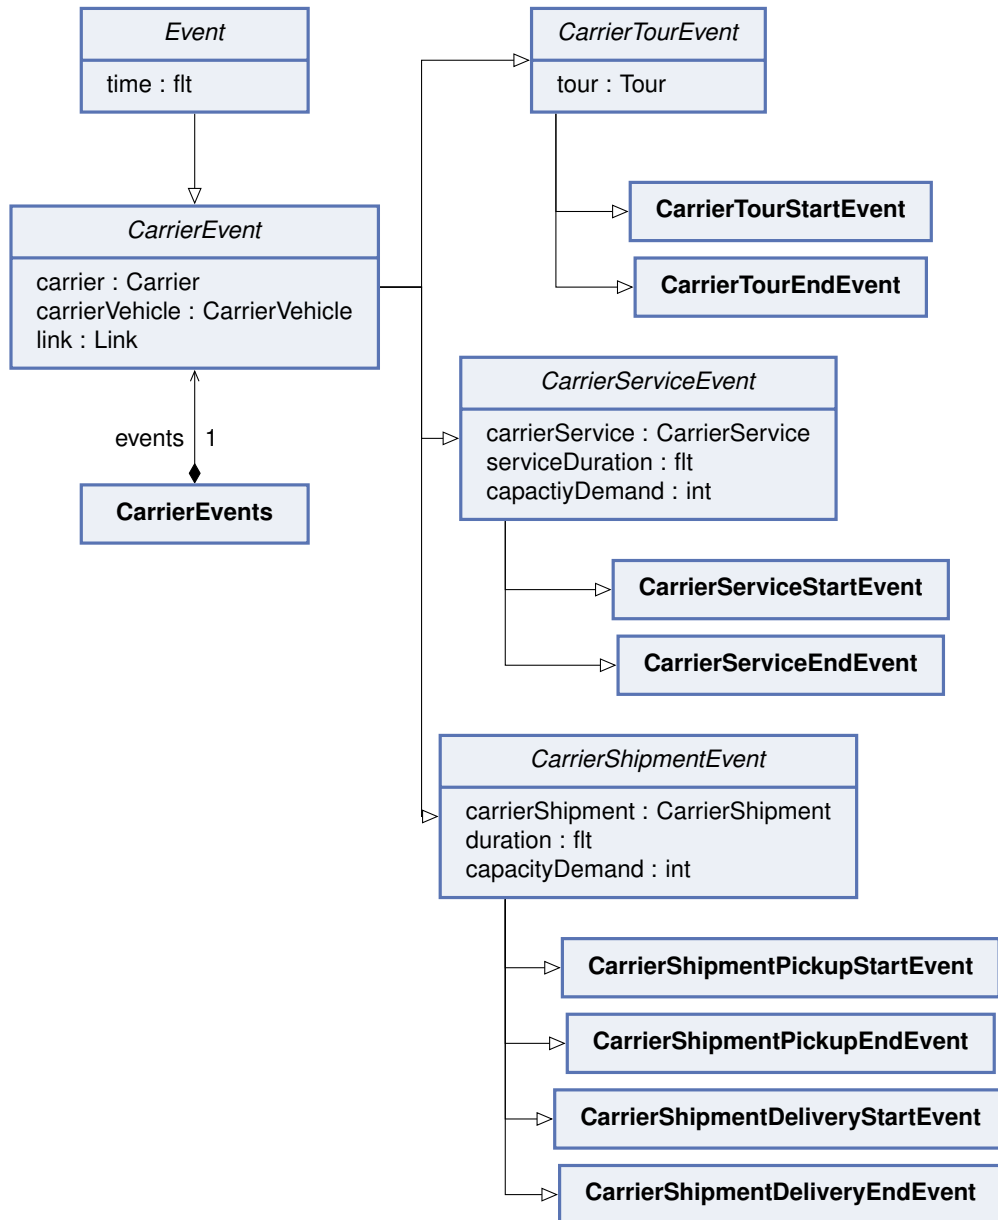 Event
time : flt
CarrierEvent
carrier : Carrier
carrierVehicle : CarrierVehicle
link : Link
events 1
CarrierEvents
CarrierTourEvent
tour : Tour
CarrierTourStartEvent
CarrierTourEndEvent
CarrierServiceEvent
carrierService : CarrierService
serviceDuration : flt
capactiyDemand : int
CarrierServiceStartEvent
CarrierServiceEndEvent
CarrierShipmentEvent
carrierShipment : CarrierShipment
duration : flt
capacityDemand : int
CarrierShipmentPickupStartEvent
CarrierShipmentPickupEndEvent
CarrierShipmentDeliveryStartEvent
CarrierShipmentDeliveryEndEvent